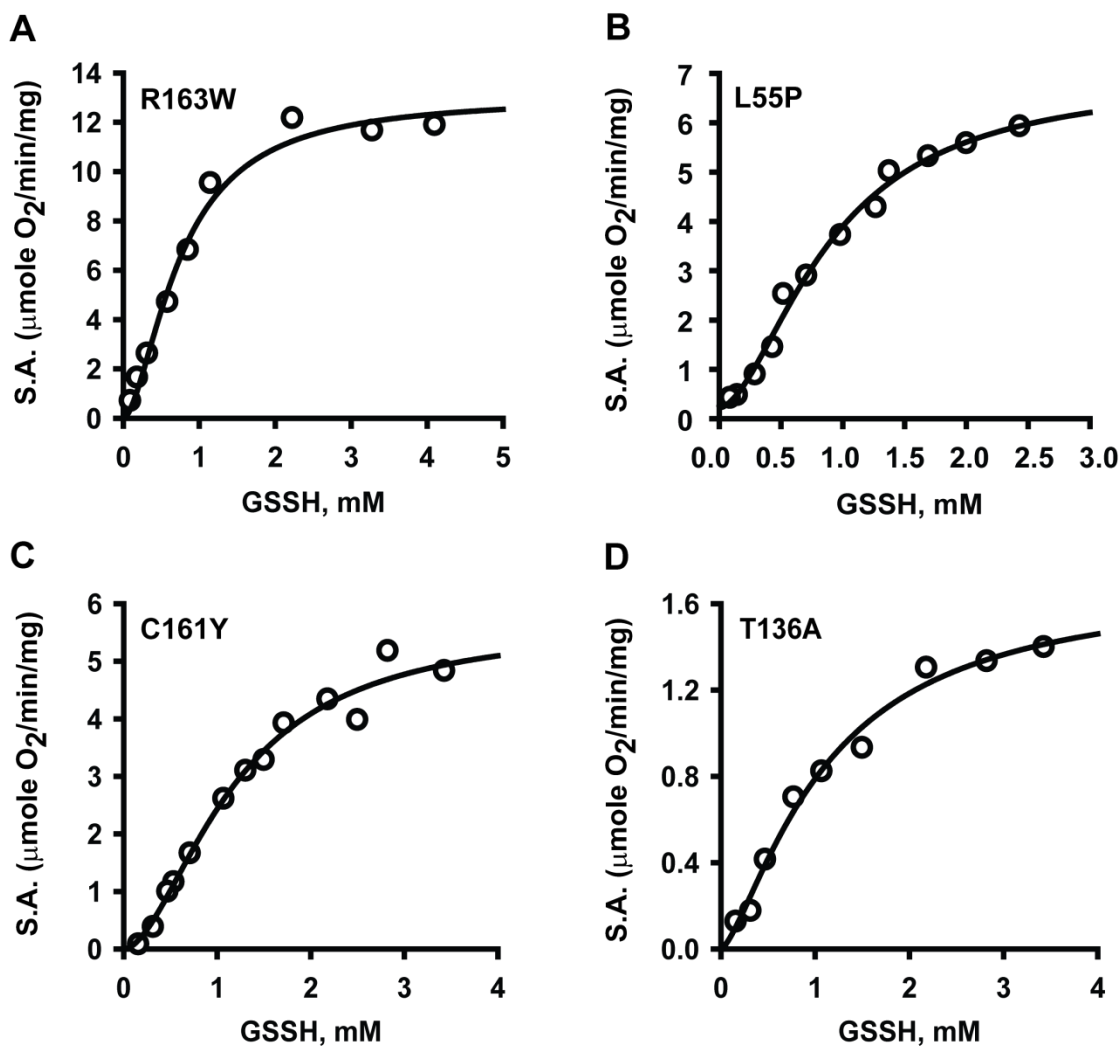 A
S.A. (μmole O2/min/mg)
14
12
10
8
6
4
2
0
R163W
0 1 2 3 4 5
GSSH, mM
B
S.A. (μmole O2/min/mg)
7
6
5
4
3
2
1
0
L55P
0.0 0.5 1.0 1.5 2.0 2.5 3.0
GSSH, mM
C
S.A. (μmole O2/min/mg)
6
5
4
3
2
1
0
C161Y
0 1 2 3 4
GSSH, mM
D
S.A. (μmole O2/min/mg)
1.6
1.2
0.8
0.4
0.0
T136A
0 1 2 3 4
GSSH, mM